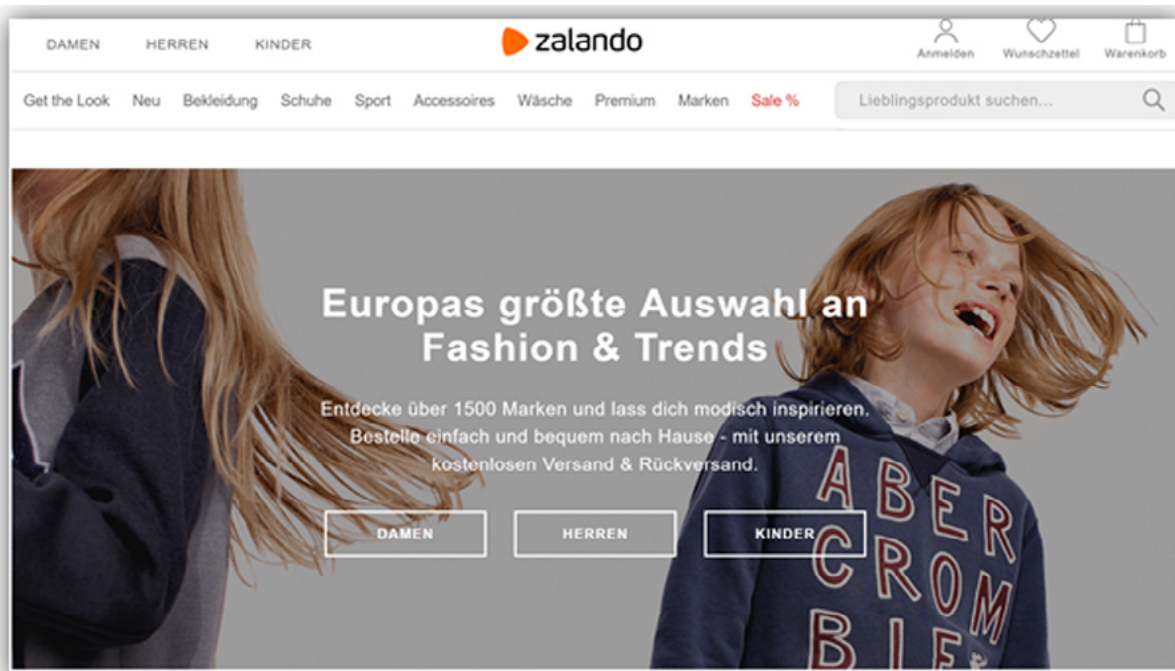 DAMEN HERREN KINDER zalando Anmelden Wunschzettel Warenkorb
Get the Look Neu Bekleidung Schuhe Sport Accessoires Wäsche Premium Marken Sale % Lieblingsprodukt suchen...
Europas größte Auswahl an
Fashion & Trends
Entdecke über 1500 Marken und lass dich modisch inspirieren.
Bestelle einfach und bequem nach Hause - mit unserem
kostenlosen Versand & Rückversand.
DAMEN HERREN KINDER
ABER
CROM
BIE